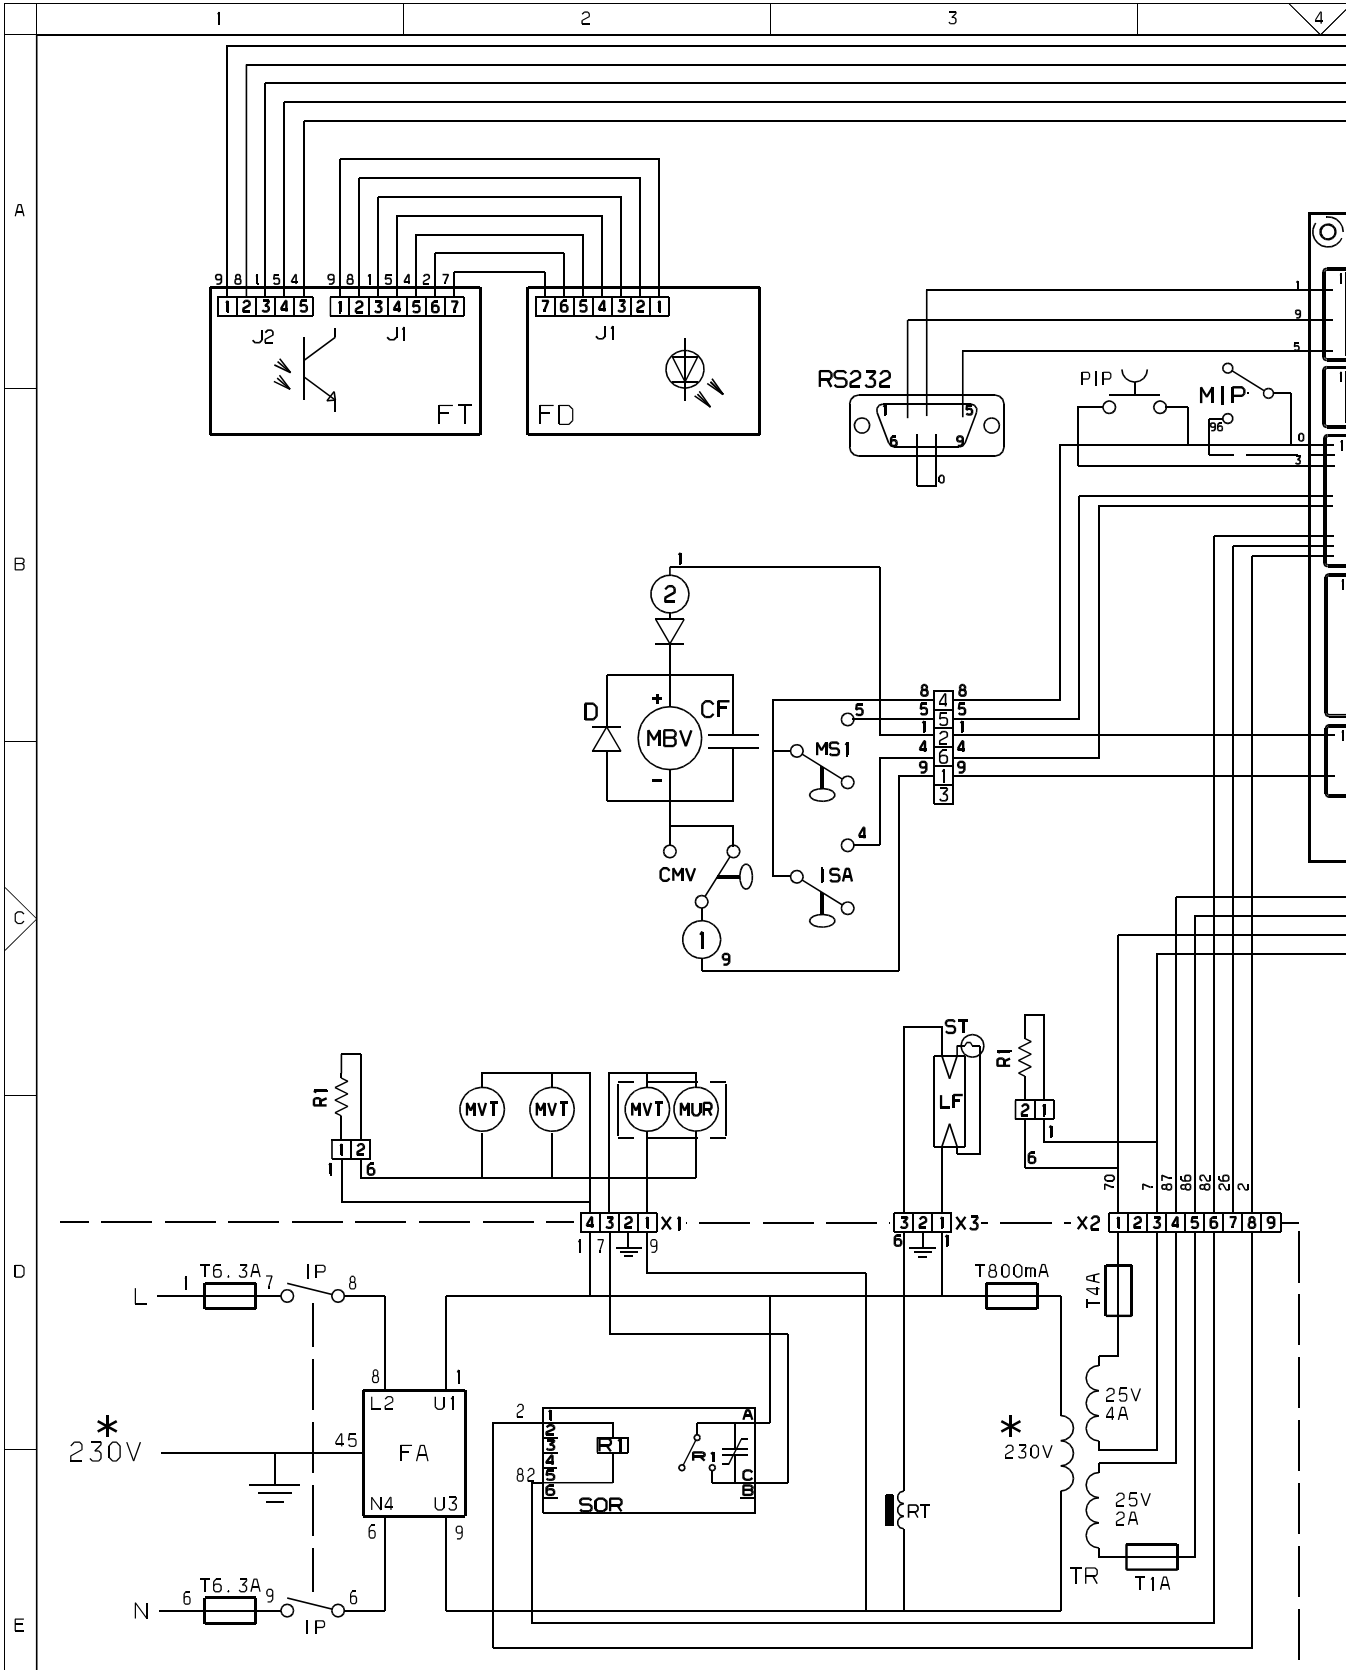 1 2 3 4
A
9 8 1 5 4 9 8 1 5 4 2 7
1 2 3 4 5 1 2 3 4 5 6 7 7 6 5 4 3 2 1
J2 J1 J1
FT FD
1
9
5
RS232
1 5
6 9
0
PIP
MIP
96
0
3
1
1
1
1
1
B
1
2
D + CF
MBV
-
5
MS1
8 4 8
5 5 5
1 2 1
4 6 4
9 1 9
3
4
CMV
ISA
C
1
9
ST
R1
LF
2 1
1
6
R1
MVT MVT MVT MUR
1 2
1 6
70 7 87 86 82 26 2
4 3 2 1 X1
3 2 1 X3
X2 1 2 3 4 5 6 7 8 9
1 7 9
6 1
D
L 1 T6.3A 7 IP 8
T800mA
T4A
8 1
L2 U1
FA
N4 U3
6 9
*
230V
45
2
82
1
2
3
4
5
6
R1
R1
A
C
B
SOR
RT
*
230V
25V
4A
25V
2A
TR
T1A
N 6 T6.3A 9 IP 6
E